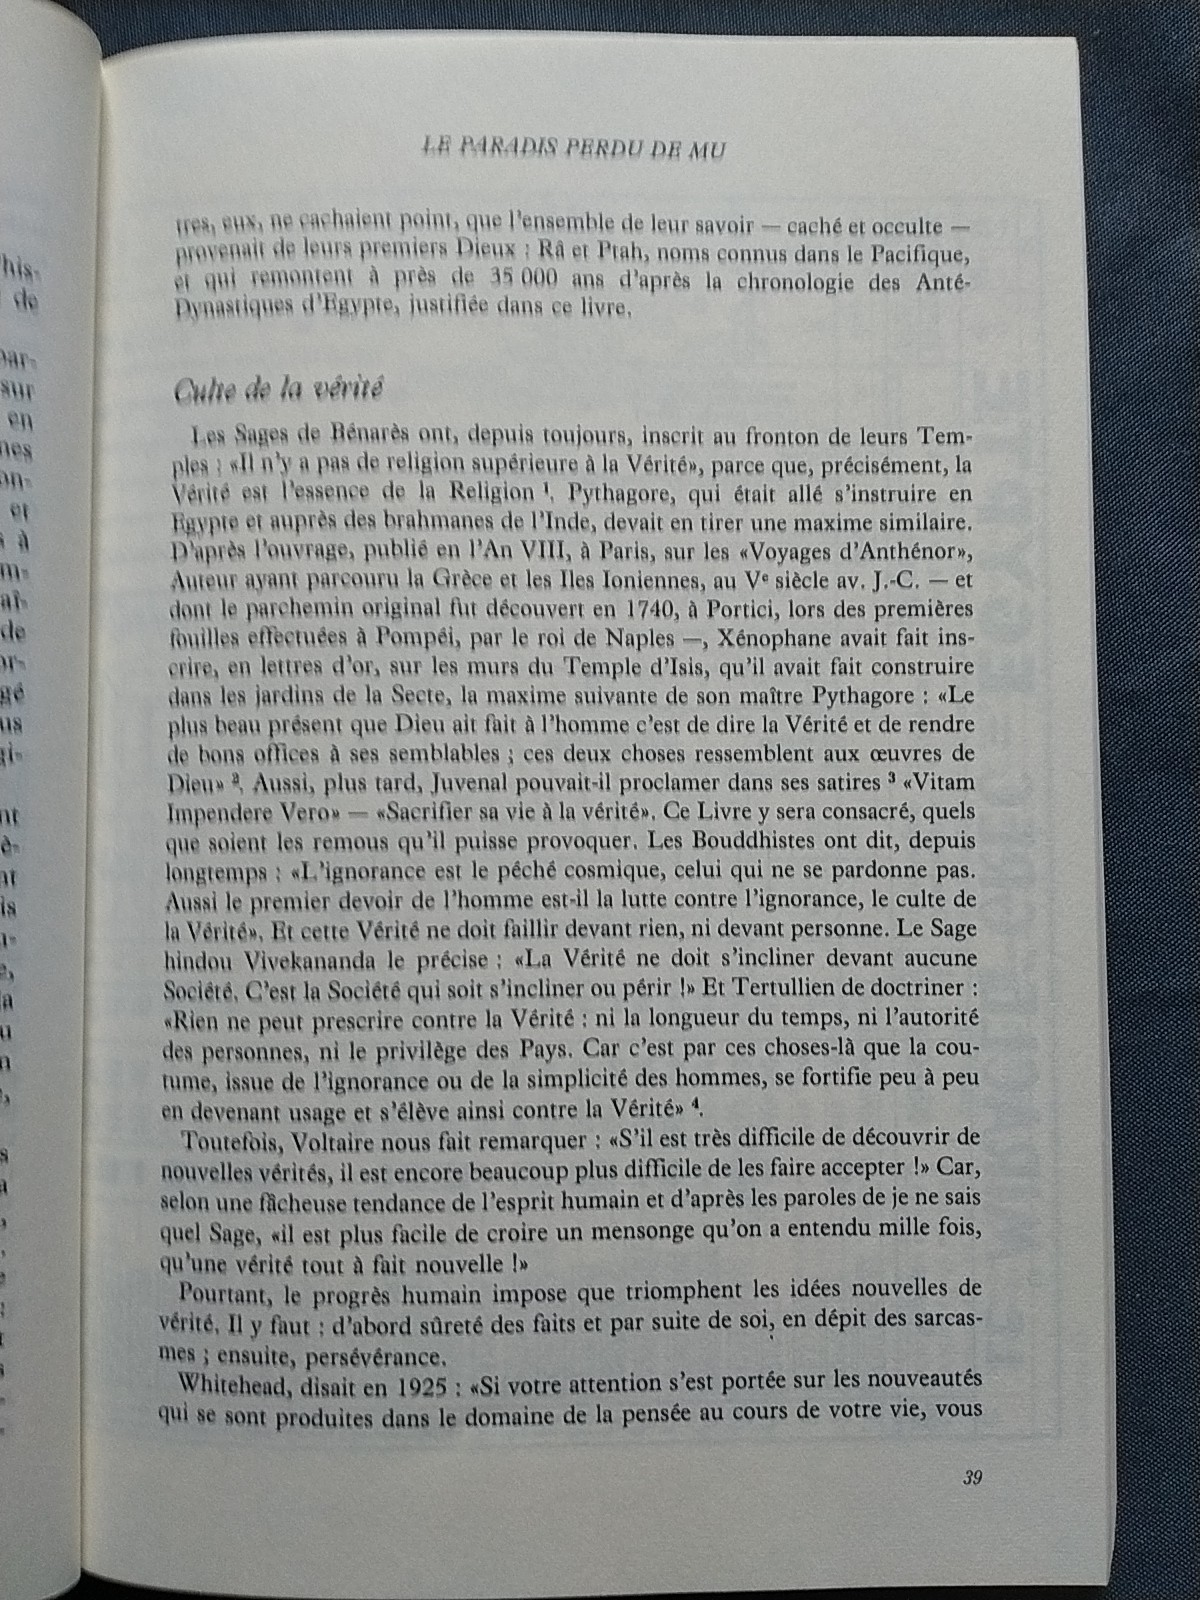 LE PARADIS PERDU DE MU
tres, eux, ne cachaient point, que l'ensemble de leur savoir — caché et occulte —
provenait de leurs premiers Dieux : Râ et Ptah, noms connus dans le Pacifique,
et qui remontent à près de 35 000 ans d'après la chronologie des Anté-
Dynastiques d'Egypte, justifiée dans ce livre.
Culte de la vérité
Les Sages de Bénarès ont, depuis toujours, inscrit au fronton de leurs Tem-
ples : «Il n'y a pas de religion supérieure à la Vérité», parce que, précisément, la
Vérité est l'essence de la Religion ¹. Pythagore, qui était allé s'instruire en
Egypte et auprès des brahmanes de l'Inde, devait en tirer une maxime similaire.
D'après l'ouvrage, publié en l'An VIII, à Paris, sur les «Voyages d'Anthénor»,
Auteur ayant parcouru la Grèce et les Iles Ioniennes, au Vᵉ siècle av. J.-C. — et
dont le parchemin original fut découvert en 1740, à Portici, lors des premières
fouilles effectuées à Pompéi, par le roi de Naples —, Xénophane avait fait ins-
crire, en lettres d'or, sur les murs du Temple d'Isis, qu'il avait fait construire
dans les jardins de la Secte, la maxime suivante de son maître Pythagore : «Le
plus beau présent que Dieu ait fait à l'homme c'est de dire la Vérité et de rendre
de bons offices à ses semblables ; ces deux choses ressemblent aux œuvres de
Dieu» ². Aussi, plus tard, Juvenal pouvait-il proclamer dans ses satires ³ «Vitam
Impendere Vero» — «Sacrifier sa vie à la vérité». Ce Livre y sera consacré, quels
que soient les remous qu'il puisse provoquer. Les Bouddhistes ont dit, depuis
longtemps : «L'ignorance est le péché cosmique, celui qui ne se pardonne pas.
Aussi le premier devoir de l'homme est-il la lutte contre l'ignorance, le culte de
la Vérité». Et cette Vérité ne doit faillir devant rien, ni devant personne. Le Sage
hindou Vivekananda le précise : «La Vérité ne doit s'incliner devant aucune
Société. C'est la Société qui soit s'incliner ou périr !» Et Tertullien de doctriner :
«Rien ne peut prescrire contre la Vérité : ni la longueur du temps, ni l'autorité
des personnes, ni le privilège des Pays. Car c'est par ces choses-là que la cou-
tume, issue de l'ignorance ou de la simplicité des hommes, se fortifie peu à peu
en devenant usage et s'élève ainsi contre la Vérité» ⁴.
Toutefois, Voltaire nous fait remarquer : «S'il est très difficile de découvrir de
nouvelles vérités, il est encore beaucoup plus difficile de les faire accepter !» Car,
selon une fâcheuse tendance de l'esprit humain et d'après les paroles de je ne sais
quel Sage, «il est plus facile de croire un mensonge qu'on a entendu mille fois,
qu'une vérité tout à fait nouvelle !»
Pourtant, le progrès humain impose que triomphent les idées nouvelles de
vérité. Il y faut : d'abord sûreté des faits et par suite de soi, en dépit des sarcas-
mes ; ensuite, persévérance.
Whitehead, disait en 1925 : «Si votre attention s'est portée sur les nouveautés
qui se sont produites dans le domaine de la pensée au cours de votre vie, vous
39